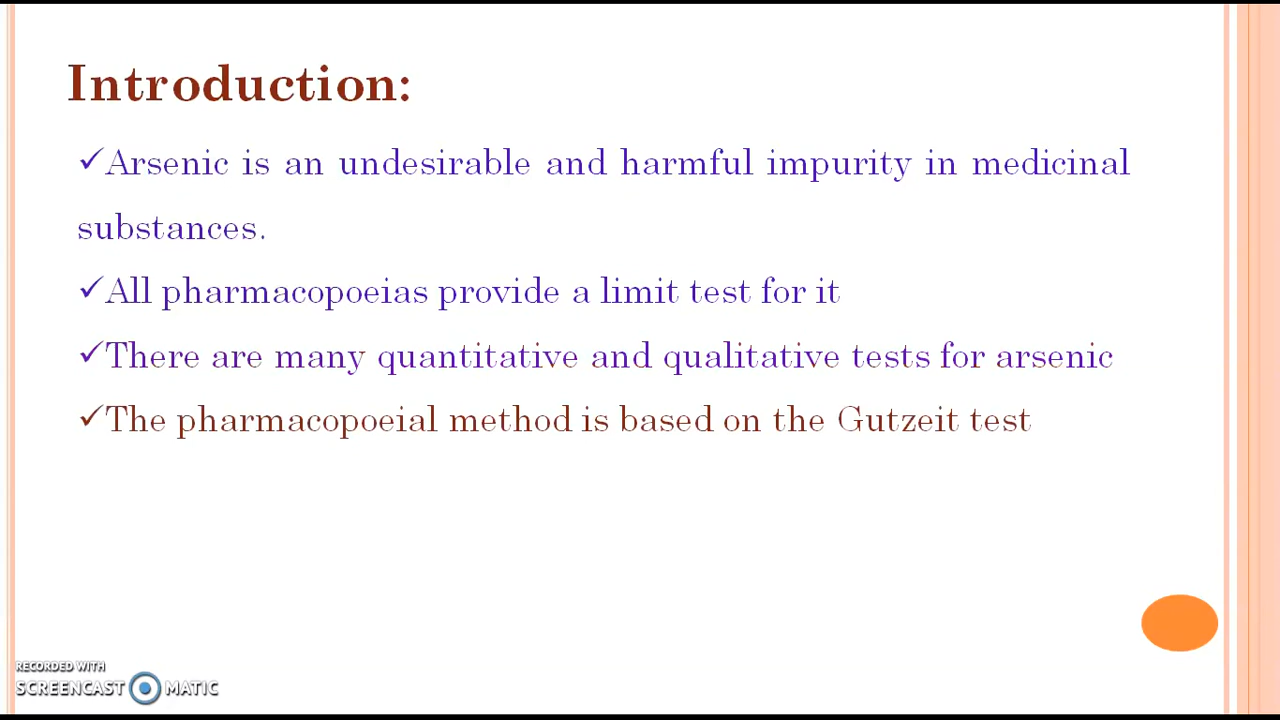 Introduction:
✓Arsenic is an undesirable and harmful impurity in medicinal
substances.
✓All pharmacopoeias provide a limit test for it
✓There are many quantitative and qualitative tests for arsenic
✓The pharmacopoeial method is based on the Gutzeit test
RECORDED WITH
SCREENCAST MATIC